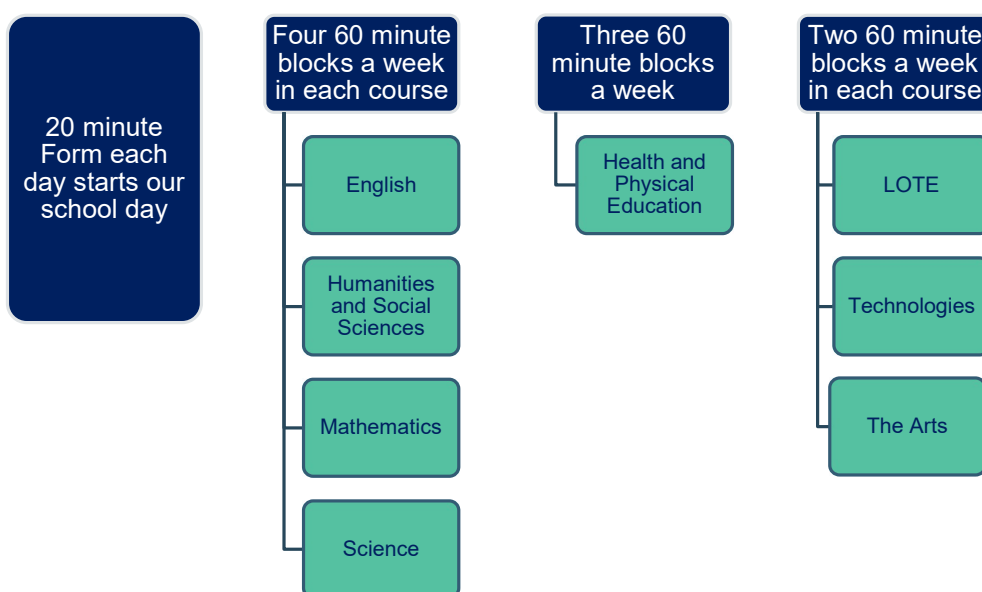 20 minute
Form each
day starts our
school day
Four 60 minute
blocks a week
in each course
English
Humanities
and Social
Sciences
Mathematics
Science
Three 60
minute blocks
a week
Health and
Physical
Education
Two 60 minute
blocks a week
in each course
LOTE
Technologies
The Arts